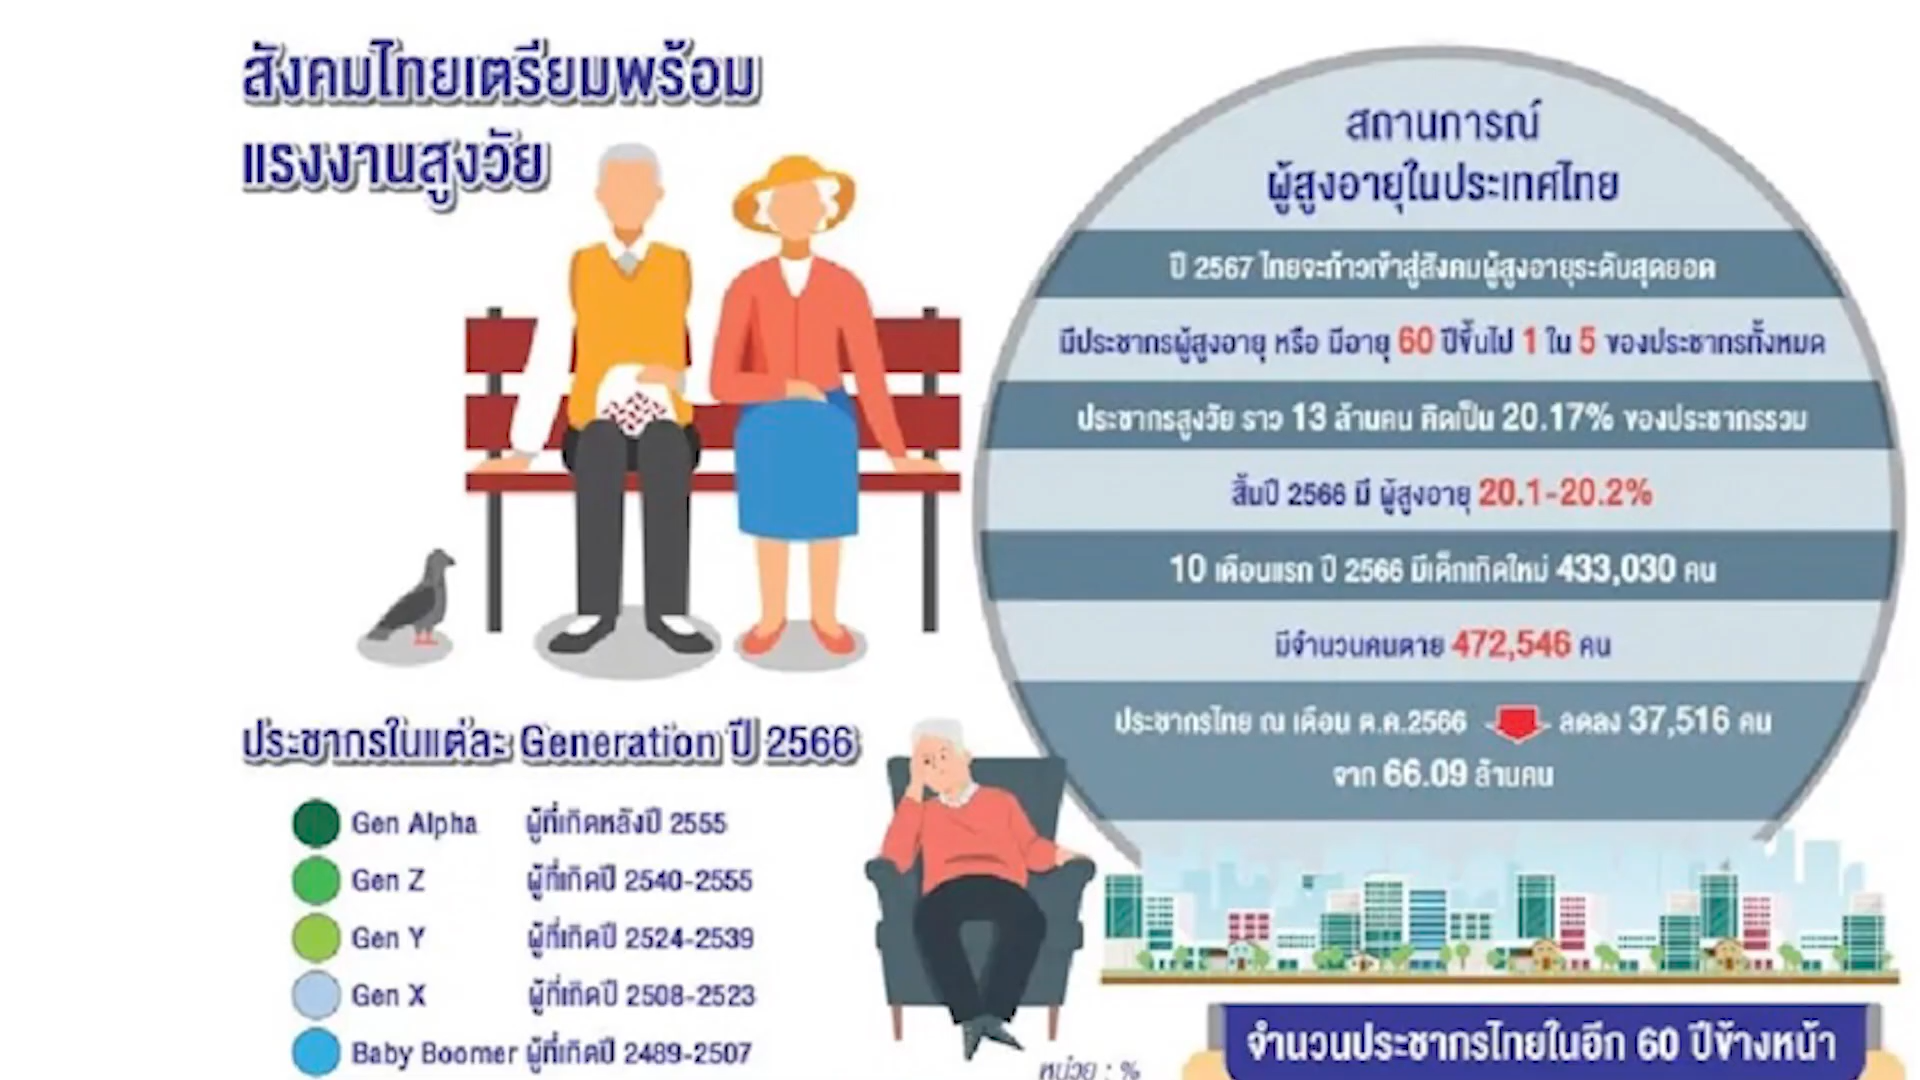 สังคมไทยเตรียมพร้อม
แรงงานสูงวัย
สถานการณ์
ผู้สูงอายุในประเทศไทย
ปี 2567 ไทยจะก้าวเข้าสู่สังคมผู้สูงอายุระดับสุดยอด
มีประชากรผู้สูงอายุ หรือ มีอายุ 60 ปีขึ้นไป 1 ใน 5 ของประชากรทั้งหมด
ประชากรสูงวัย ราว 13 ล้านคน คิดเป็น 20.17% ของประชากรรวม
สิ้นปี 2566 มี ผู้สูงอายุ 20.1-20.2%
10 เดือนแรก ปี 2566 มีเด็กเกิดใหม่ 433,030 คน
มีจำนวนคนตาย 472,546 คน
ประชากรไทย ณ เดือน ต.ค.2566 ลดลง 37,516 คน
จาก 66.09 ล้านคน
ประชากรในแต่ละ Generation ปี 2566
Gen Alpha ผู้ที่เกิดหลังปี 2555
Gen Z ผู้ที่เกิดปี 2540-2555
Gen Y ผู้ที่เกิดปี 2524-2539
Gen X ผู้ที่เกิดปี 2508-2523
Baby Boomer ผู้ที่เกิดปี 2489-2507
หน่วย : %
จำนวนประชากรไทยในอีก 60 ปีข้างหน้า